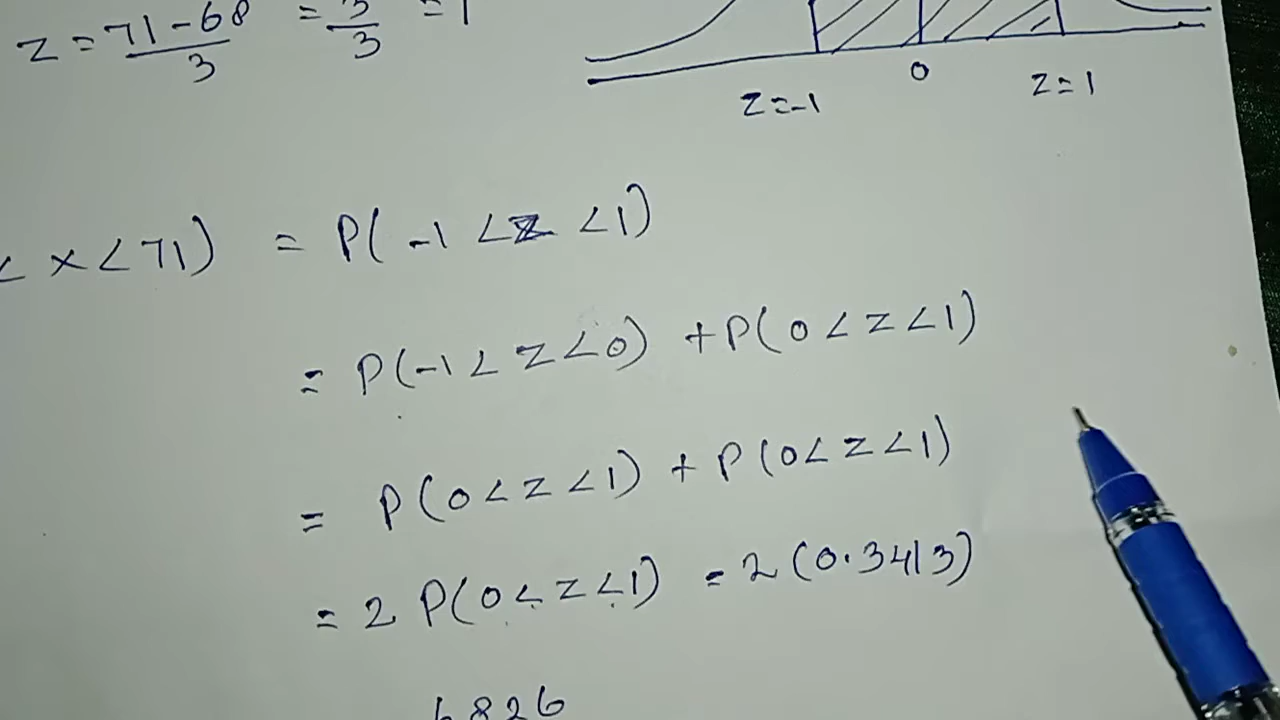 z = 71-68/3 = 3/3 = 1
z=-1 0 z=1
< x < 71) = P(-1 < z < 1)
= P(-1 < z < 0) + P(0 < z < 1)
= P(0 < z < 1) + P(0 < z < 1)
= 2 P(0 < z < 1) = 2(0.3413)
6826